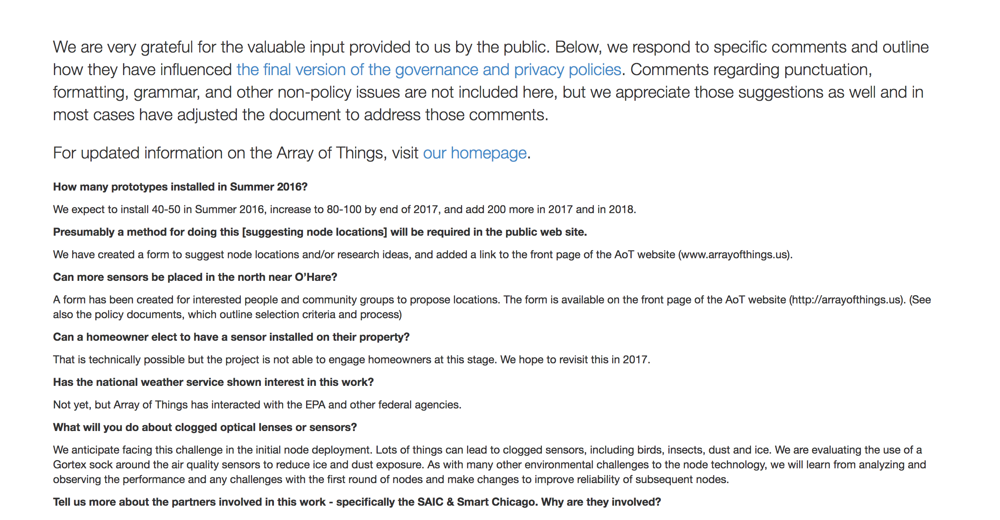 We are very grateful for the valuable input provided to us by the public. Below, we respond to specific comments and outline
how they have influenced the final version of the governance and privacy policies. Comments regarding punctuation,
formatting, grammar, and other non-policy issues are not included here, but we appreciate those suggestions as well and in
most cases have adjusted the document to address those comments.
For updated information on the Array of Things, visit our homepage.
How many prototypes installed in Summer 2016?
We expect to install 40-50 in Summer 2016, increase to 80-100 by end of 2017, and add 200 more in 2017 and in 2018.
Presumably a method for doing this [suggesting node locations] will be required in the public web site.
We have created a form to suggest node locations and/or research ideas, and added a link to the front page of the AoT website (www.arrayofthings.us).
Can more sensors be placed in the north near O’Hare?
A form has been created for interested people and community groups to propose locations. The form is available on the front page of the AoT website (http://arrayofthings.us). (See
also the policy documents, which outline selection criteria and process)
Can a homeowner elect to have a sensor installed on their property?
That is technically possible but the project is not able to engage homeowners at this stage. We hope to revisit this in 2017.
Has the national weather service shown interest in this work?
Not yet, but Array of Things has interacted with the EPA and other federal agencies.
What will you do about clogged optical lenses or sensors?
We anticipate facing this challenge in the initial node deployment. Lots of things can lead to clogged sensors, including birds, insects, dust and ice. We are evaluating the use of a
Gortex sock around the air quality sensors to reduce ice and dust exposure. As with many other environmental challenges to the node technology, we will learn from analyzing and
observing the performance and any challenges with the first round of nodes and make changes to improve reliability of subsequent nodes.
Tell us more about the partners involved in this work - specifically the SAIC & Smart Chicago. Why are they involved?